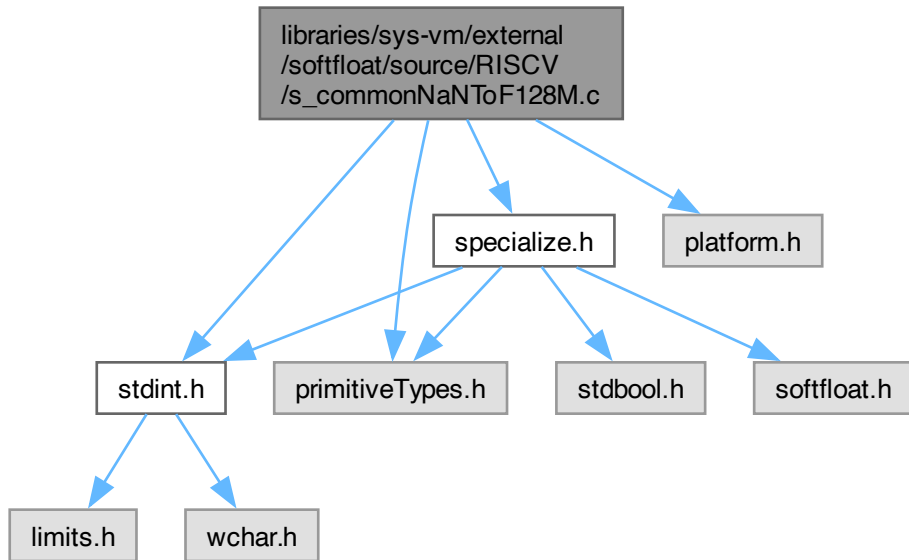 libraries/sys-vm/external
/softfloat/source/RISCV
/s_commonNaNToF128M.c
specialize.h
platform.h
stdint.h
primitiveTypes.h
stdbool.h
softfloat.h
limits.h
wchar.h